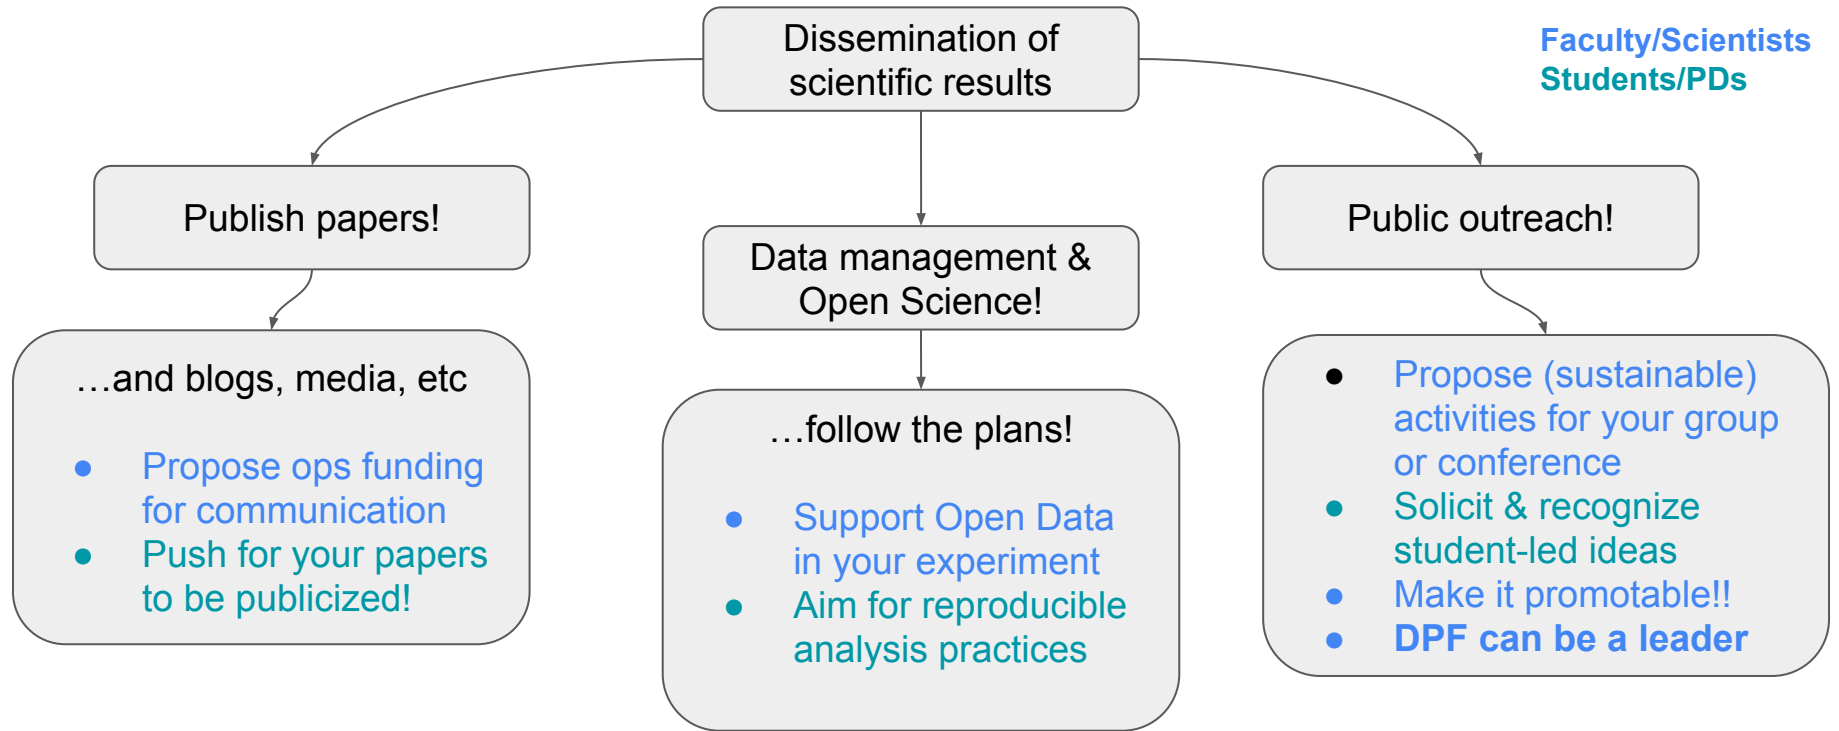 Dissemination of
scientific results
Faculty/Scientists
Students/PDs
Publish papers!
Data management &
Open Science!
Public outreach!
…and blogs, media, etc
● Propose ops funding
for communication
● Push for your papers
to be publicized!
…follow the plans!
● Support Open Data
in your experiment
● Aim for reproducible
analysis practices
● Propose (sustainable)
activities for your group
or conference
● Solicit & recognize
student-led ideas
● Make it promotable!!
● DPF can be a leader